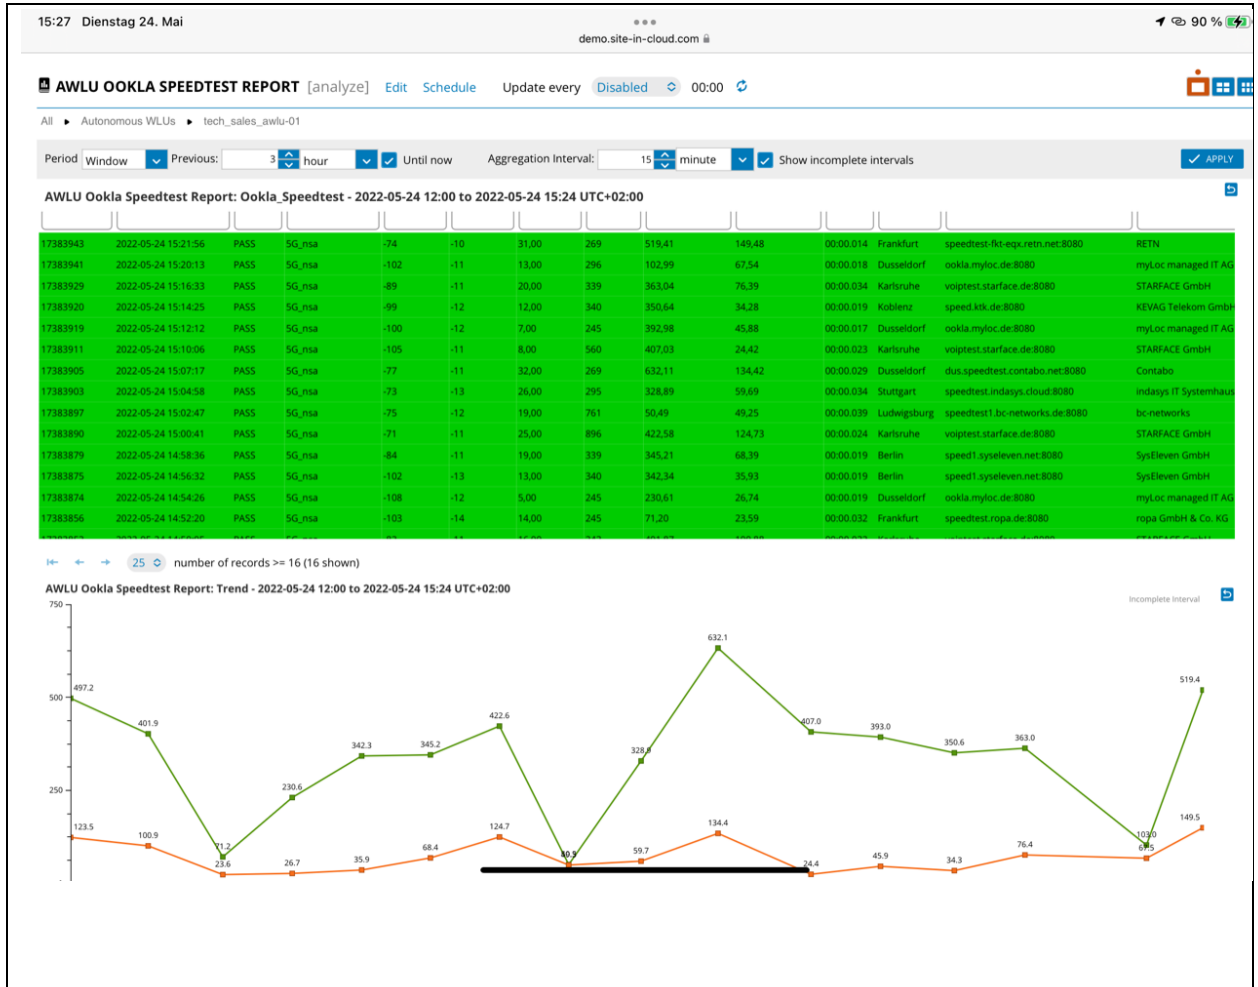 15:27 Dienstag 24. Mai
90 %
demo.site-in-cloud.com
AWLU OOKLA SPEEDTEST REPORT [analyze] Edit Schedule Update every Disabled 00:00
All Autonomous WLUs tech_sales_awlu-01
Period Window Previous: 3 hour Until now Aggregation Interval: 15 minute Show incomplete intervals APPLY
AWLU Ookla Speedtest Report: Ookla_Speedtest - 2022-05-24 12:00 to 2022-05-24 15:24 UTC+02:00
17383943 2022-05-24 15:21:56 PASS 5G_nsa -74 -10 31,00 269 519,41 149,48 00:00.014 Frankfurt speedtest-fkt-eqx.retn.net:8080 RETN
17383941 2022-05-24 15:20:13 PASS 5G_nsa -102 -11 13,00 296 102,99 67,54 00:00.018 Dusseldorf ookla.myloc.de:8080 myLoc managed IT AG
17383929 2022-05-24 15:16:33 PASS 5G_nsa -89 -11 20,00 339 363,04 76,39 00:00.034 Karlsruhe voiptest.starface.de:8080 STARFACE GmbH
17383920 2022-05-24 15:14:25 PASS 5G_nsa -99 -12 12,00 340 350,64 34,28 00:00.019 Koblenz speed.ktk.de:8080 KEVAG Telekom GmbH
17383919 2022-05-24 15:12:12 PASS 5G_nsa -100 -12 7,00 245 392,98 45,88 00:00.017 Dusseldorf ookla.myloc.de:8080 myLoc managed IT AG
17383911 2022-05-24 15:10:06 PASS 5G_nsa -105 -11 8,00 560 407,03 24,42 00:00.023 Karlsruhe voiptest.starface.de:8080 STARFACE GmbH
17383905 2022-05-24 15:07:17 PASS 5G_nsa -77 -11 32,00 269 632,11 134,42 00:00.029 Dusseldorf dus.speedtest.contabo.net:8080 Contabo
17383903 2022-05-24 15:04:58 PASS 5G_nsa -73 -13 26,00 295 328,89 59,69 00:00.034 Stuttgart speedtest.indasys.cloud:8080 indasys IT Systemhaus
17383897 2022-05-24 15:02:47 PASS 5G_nsa -75 -12 19,00 761 50,49 49,25 00:00.039 Ludwigsburg speedtest1.bc-networks.de:8080 bc-networks
17383890 2022-05-24 15:00:41 PASS 5G_nsa -71 -11 25,00 896 422,58 124,73 00:00.024 Karlsruhe voiptest.starface.de:8080 STARFACE GmbH
17383879 2022-05-24 14:58:36 PASS 5G_nsa -84 -11 19,00 339 345,21 68,39 00:00.019 Berlin speed1.syseleven.net:8080 SysEleven GmbH
17383875 2022-05-24 14:56:32 PASS 5G_nsa -102 -13 13,00 340 342,34 35,93 00:00.019 Berlin speed1.syseleven.net:8080 SysEleven GmbH
17383874 2022-05-24 14:54:26 PASS 5G_nsa -108 -12 5,00 245 230,61 26,74 00:00.019 Dusseldorf ookla.myloc.de:8080 myLoc managed IT AG
17383856 2022-05-24 14:52:20 PASS 5G_nsa -103 -14 14,00 245 71,20 23,59 00:00.032 Frankfurt speedtest.ropa.de:8080 ropa GmbH & Co. KG
25 number of records >= 16 (16 shown)
AWLU Ookla Speedtest Report: Trend - 2022-05-24 12:00 to 2022-05-24 15:24 UTC+02:00
Incomplete Interval
750
632.1
519.4
500 497.2
422.6
401.9
407.0
393.0
363.0
350.6
342.3
345.2
328.9
250
230.6
149.5
134.4
123.5
124.7
100.9
103.0
71.2
76.4
68.4
67.5
59.7
45.9
35.9
34.3
26.7
23.6
24.4